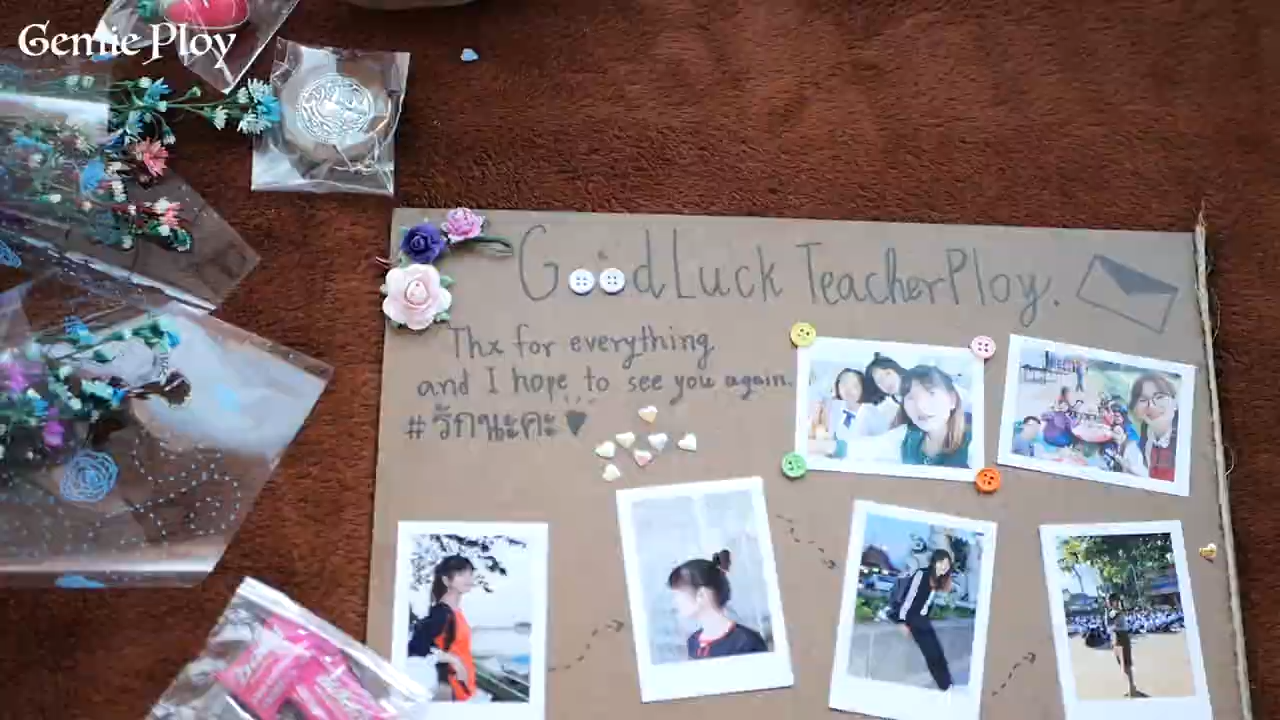 Gemie Ploy
Good Luck Teacher Ploy.
Thx for everything
and I hope to see you again.
#รักนะคะ♥